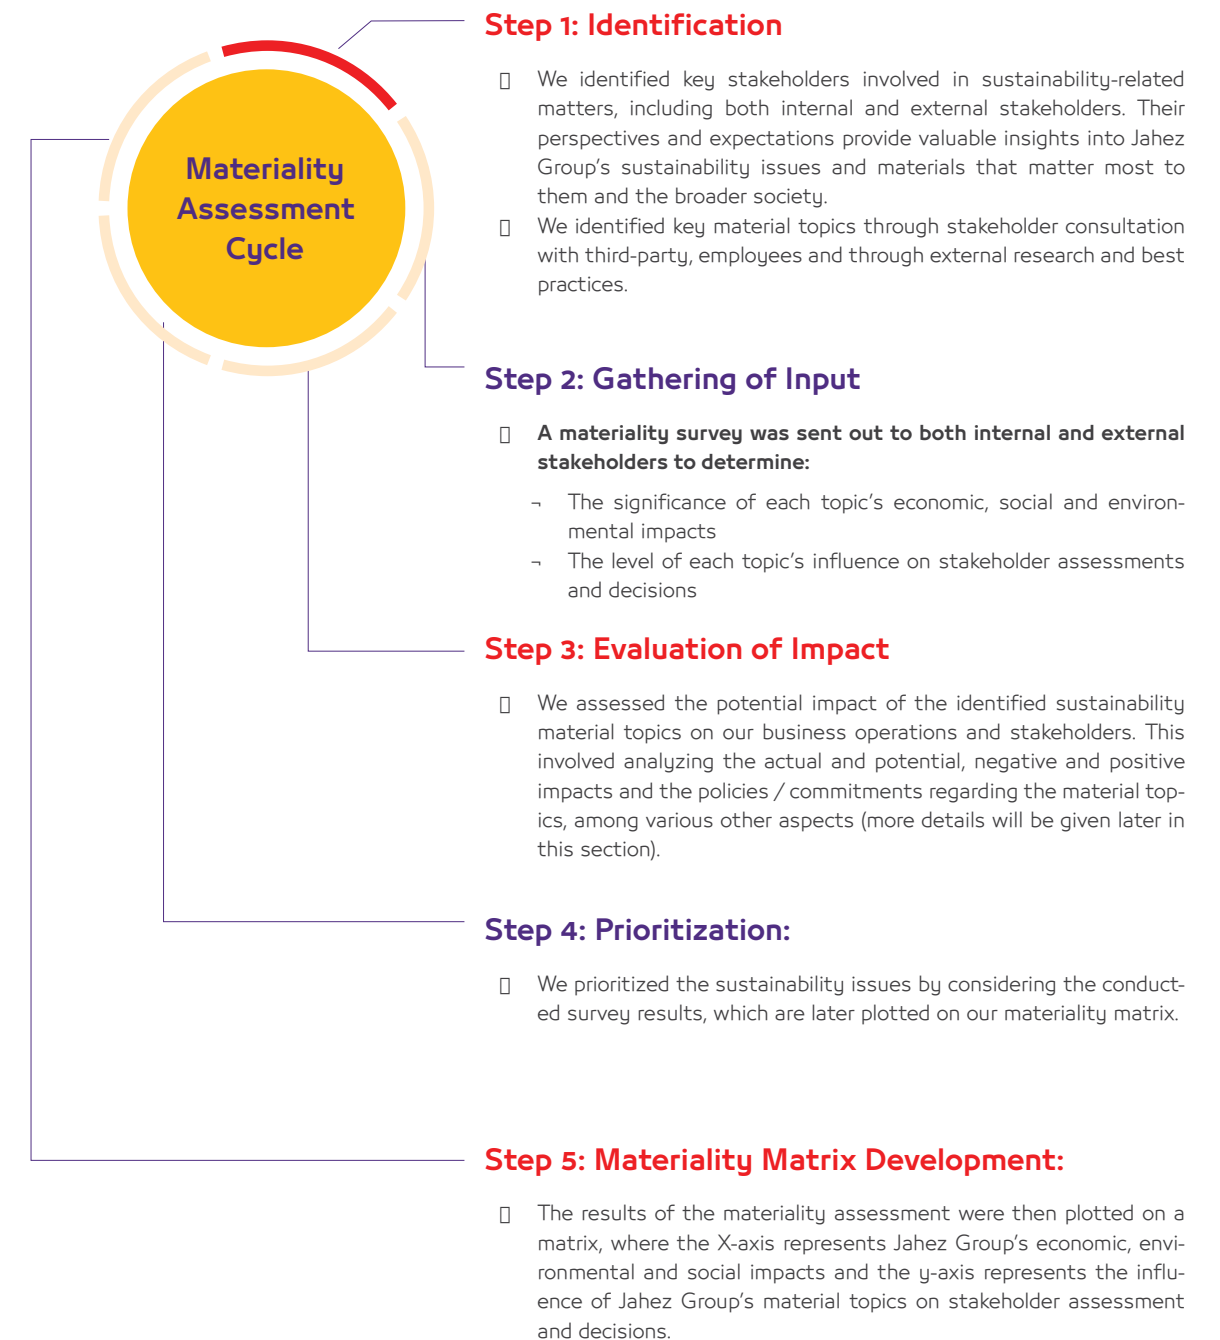 Materiality
Assessment
Cycle
Step 1: Identification
We identified key stakeholders involved in sustainability-related
matters, including both internal and external stakeholders. Their
perspectives and expectations provide valuable insights into Jahez
Group's sustainability issues and materials that matter most to
them and the broader society.
We identified key material topics through stakeholder consultation
with third-party, employees and through external research and best
practices.
Step 2: Gathering of Input
A materiality survey was sent out to both internal and external
stakeholders to determine:
¬ The significance of each topic's economic, social and environ-
mental impacts
¬ The level of each topic's influence on stakeholder assessments
and decisions
Step 3: Evaluation of Impact
We assessed the potential impact of the identified sustainability
material topics on our business operations and stakeholders. This
involved analyzing the actual and potential, negative and positive
impacts and the policies / commitments regarding the material top-
ics, among various other aspects (more details will be given later in
this section).
Step 4: Prioritization:
We prioritized the sustainability issues by considering the conduct-
ed survey results, which are later plotted on our materiality matrix.
Step 5: Materiality Matrix Development:
The results of the materiality assessment were then plotted on a
matrix, where the X-axis represents Jahez Group's economic, envi-
ronmental and social impacts and the y-axis represents the influ-
ence of Jahez Group's material topics on stakeholder assessment
and decisions.